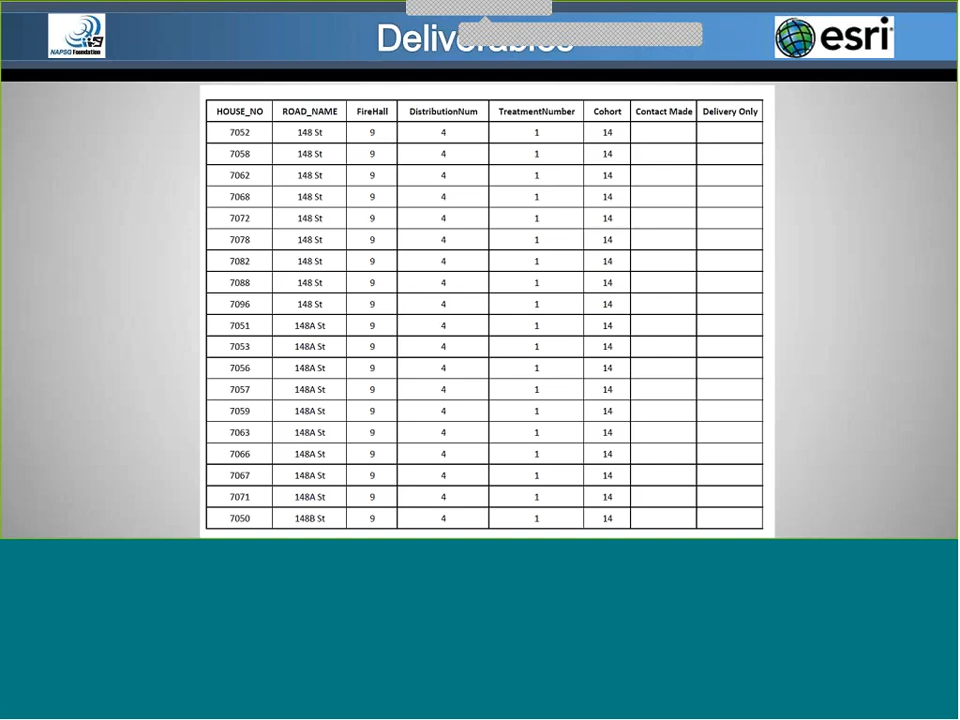 NAPSG Foundation
Deliverables
esri
HOUSE_NO ROAD_NAME FireHall DistributionNum TreatmentNumber Cohort Contact Made Delivery Only
7052 148 St 9 4 1 14
7058 148 St 9 4 1 14
7062 148 St 9 4 1 14
7068 148 St 9 4 1 14
7072 148 St 9 4 1 14
7078 148 St 9 4 1 14
7082 148 St 9 4 1 14
7088 148 St 9 4 1 14
7096 148 St 9 4 1 14
7051 148A St 9 4 1 14
7053 148A St 9 4 1 14
7056 148A St 9 4 1 14
7057 148A St 9 4 1 14
7059 148A St 9 4 1 14
7063 148A St 9 4 1 14
7066 148A St 9 4 1 14
7067 148A St 9 4 1 14
7071 148A St 9 4 1 14
7050 148B St 9 4 1 14